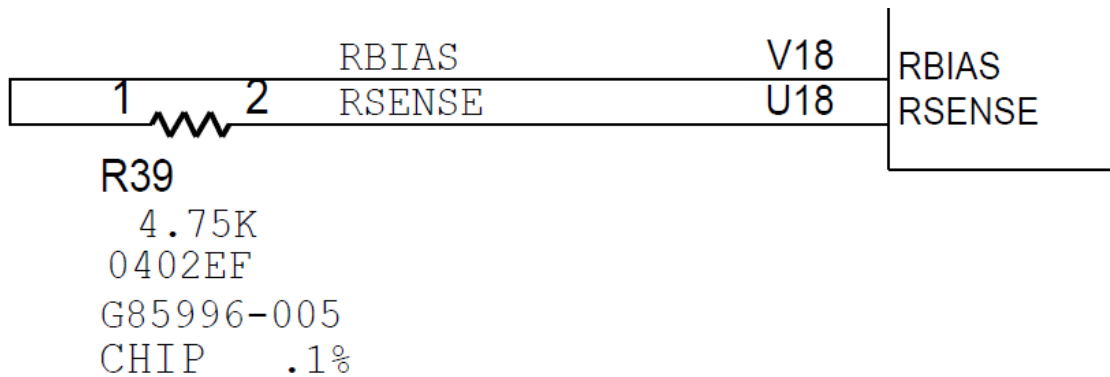 RBIAS V18 RBIAS
1 2 RSENSE U18 RSENSE
R39
4.75K
0402EF
G85996-005
CHIP .1%